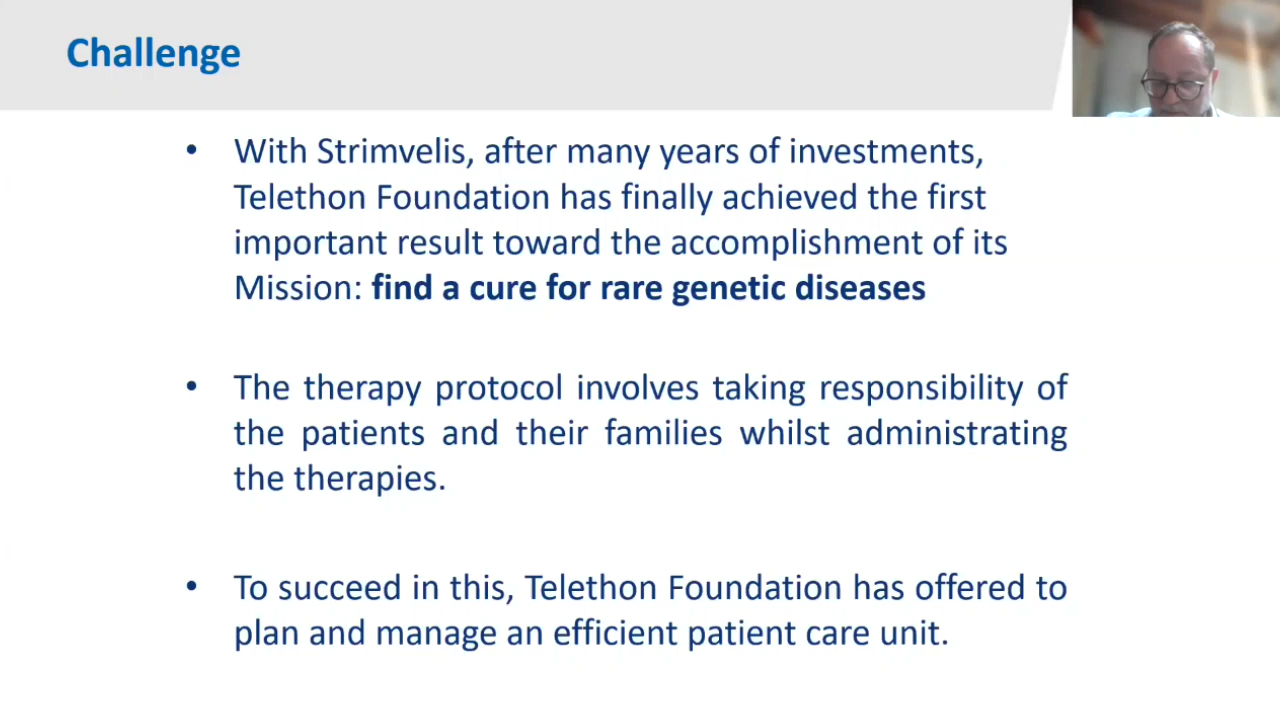 Challenge
• With Strimvelis, after many years of investments,
Telethon Foundation has finally achieved the first
important result toward the accomplishment of its
Mission: find a cure for rare genetic diseases
• The therapy protocol involves taking responsibility of
the patients and their families whilst administrating
the therapies.
• To succeed in this, Telethon Foundation has offered to
plan and manage an efficient patient care unit.